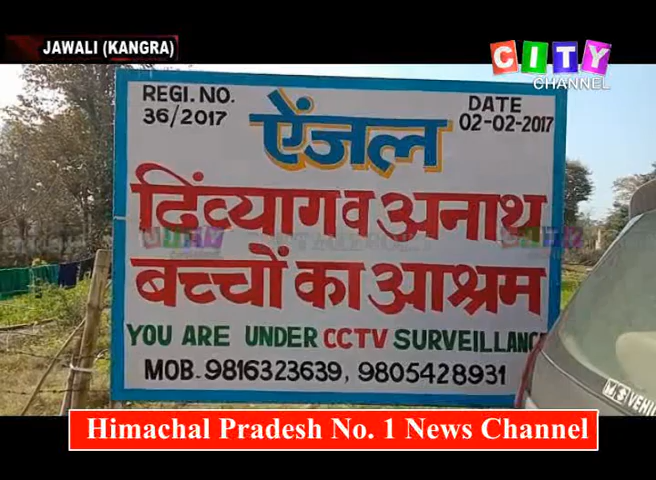 JAWALI (KANGRA)
CITY
CHANNEL
REGI. NO.
36/2017
ऐंजल
DATE
02-02-2017
दिंव्याग व अनाथ
बच्चों का आश्रम
YOU ARE UNDER CCTV SURVEILLANC
MOB.-9816323639, 9805428931
Himachal Pradesh No. 1 News Channel